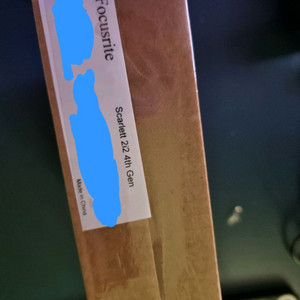 Focusrite
Scarlett 2i2 4th Gen
Made in China